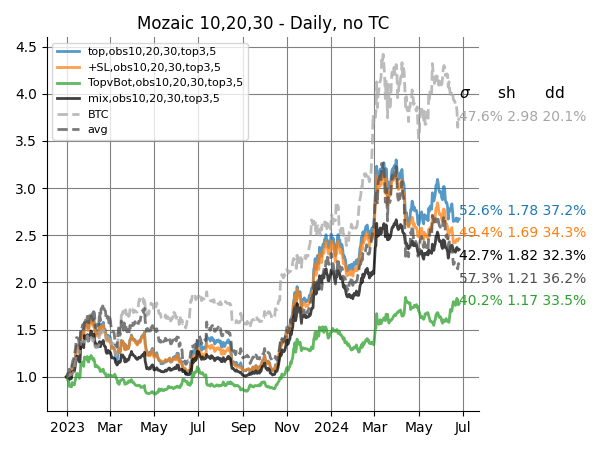 Mozaic 10,20,30 - Daily, no TC
top,obs10,20,30,top3,5
+SL,obs10,20,30,top3,5
TopvBot,obs10,20,30,top3,5
mix,obs10,20,30,top3,5
BTC
avg
σ sh dd
47.6% 2.98 20.1%
52.6% 1.78 37.2%
49.4% 1.69 34.3%
42.7% 1.82 32.3%
57.3% 1.21 36.2%
40.2% 1.17 33.5%
4.5
4.0
3.5
3.0
2.5
2.0
1.5
1.0
2023 Mar May Jul Sep Nov 2024 Mar May Jul